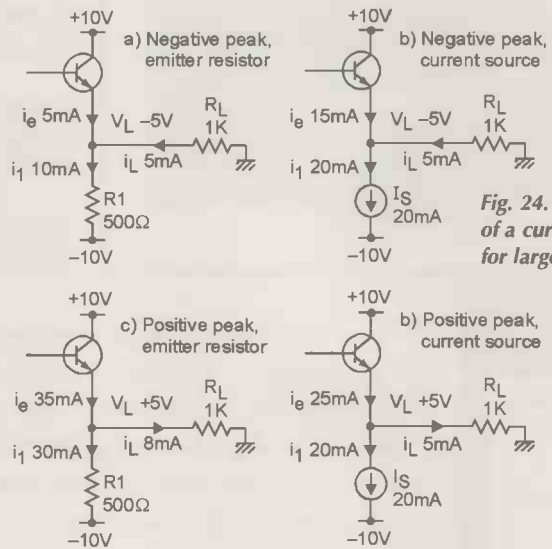 +10V
a) Negative peak,
emitter resistor
ie 5mA
VL –5V
RL
1K
iL 5mA
i1 10mA
R1
500Ω
–10V
+10V
b) Negative peak,
current source
ie 15mA
VL –5V
RL
1K
iL 5mA
i1 20mA
IS
20mA
–10V
Fig. 24.
of a cur
for large
+10V
c) Positive peak,
emitter resistor
ie 35mA
VL +5V
RL
1K
iL 8mA
i1 30mA
R1
500Ω
–10V
+10V
b) Positive peak,
current source
ie 25mA
VL +5V
RL
1K
iL 5mA
i1 20mA
IS
20mA
–10V